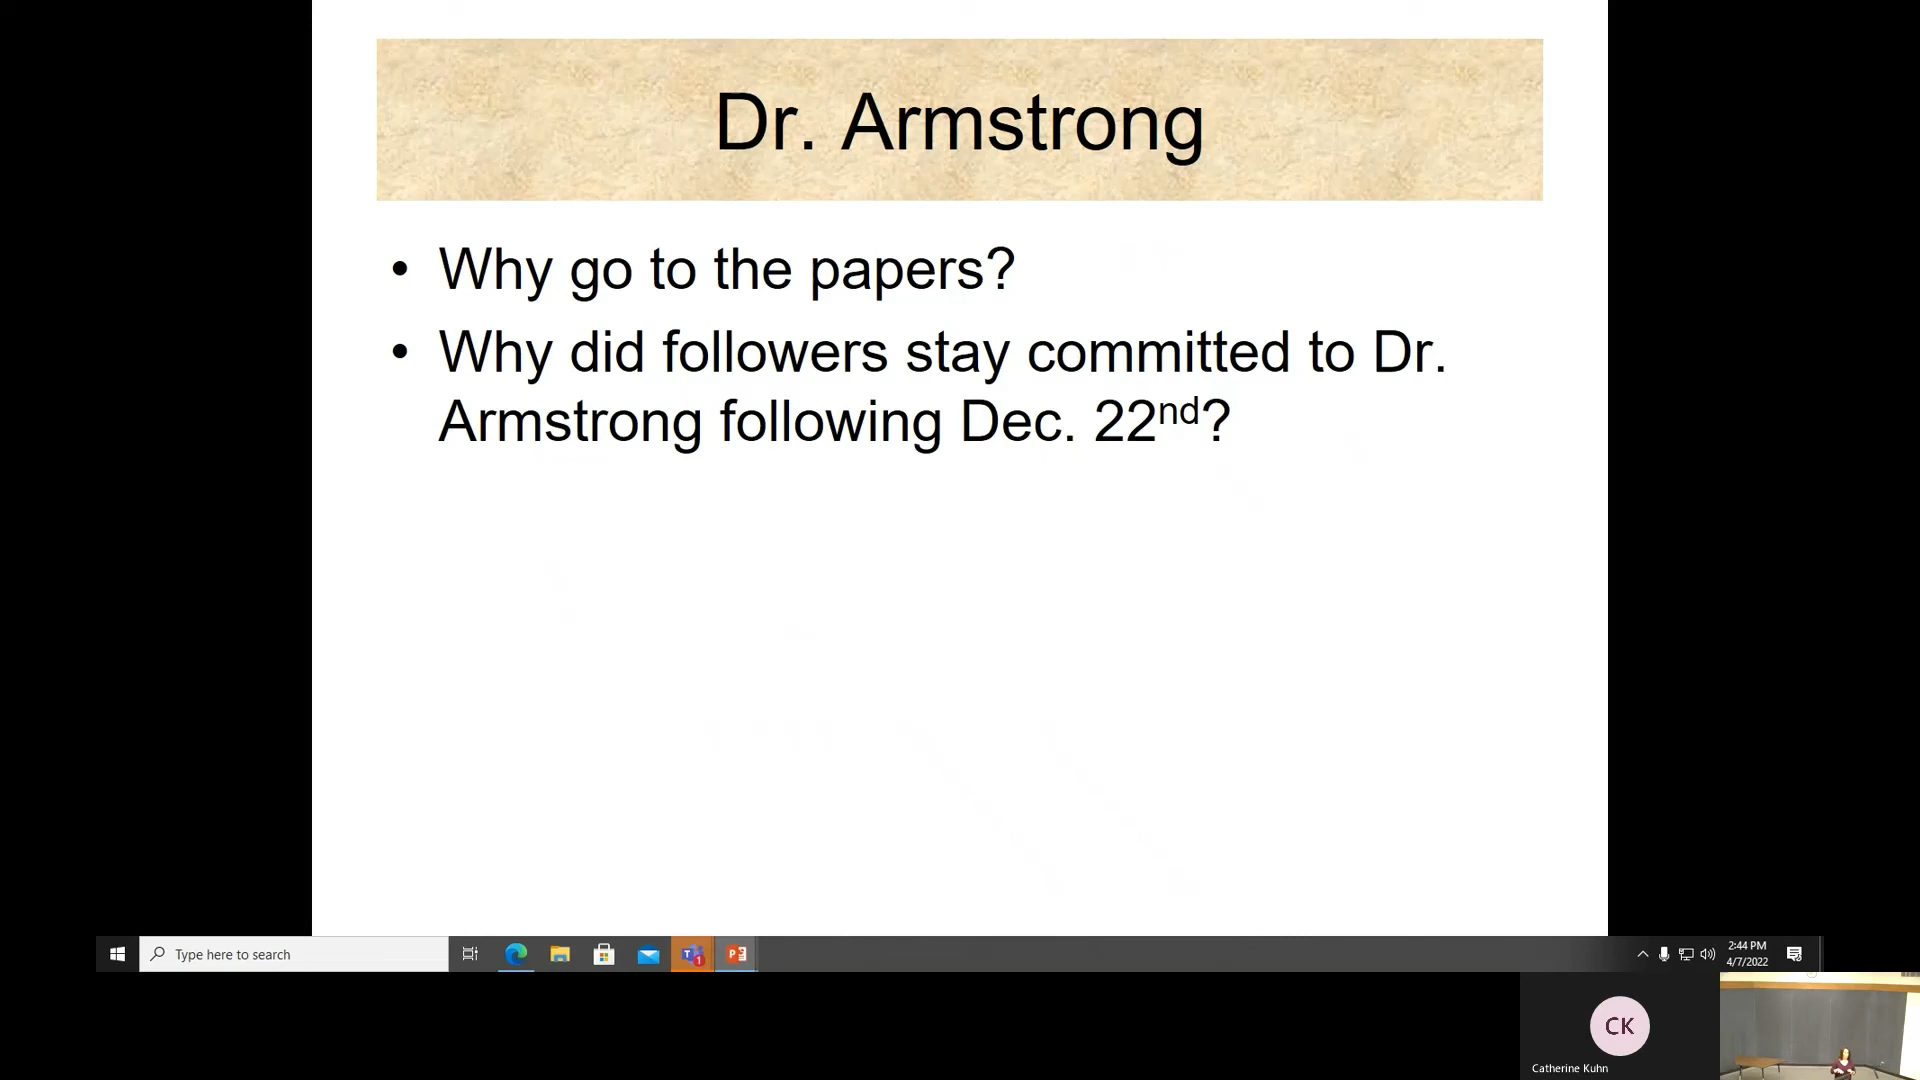 Dr. Armstrong
• Why go to the papers?
• Why did followers stay committed to Dr.
Armstrong following Dec. 22nd?
Type here to search
1
2:44 PM
4/7/2022
CK
Catherine Kuhn